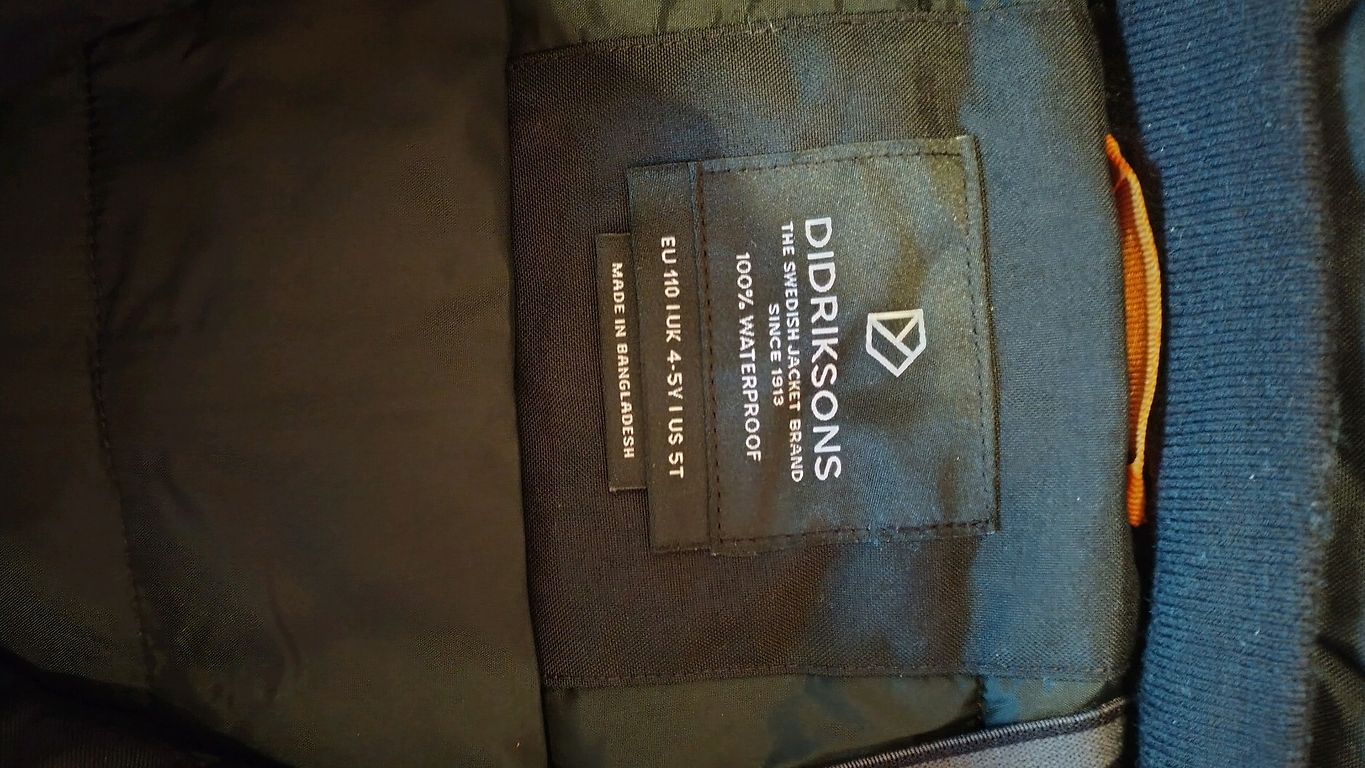 DIDRIKSONS
THE SWEDISH JACKET BRAND
SINCE 1913
100% WATERPROOF
EU 110 I UK 4-5Y I US 5T
MADE IN BANGLADESH